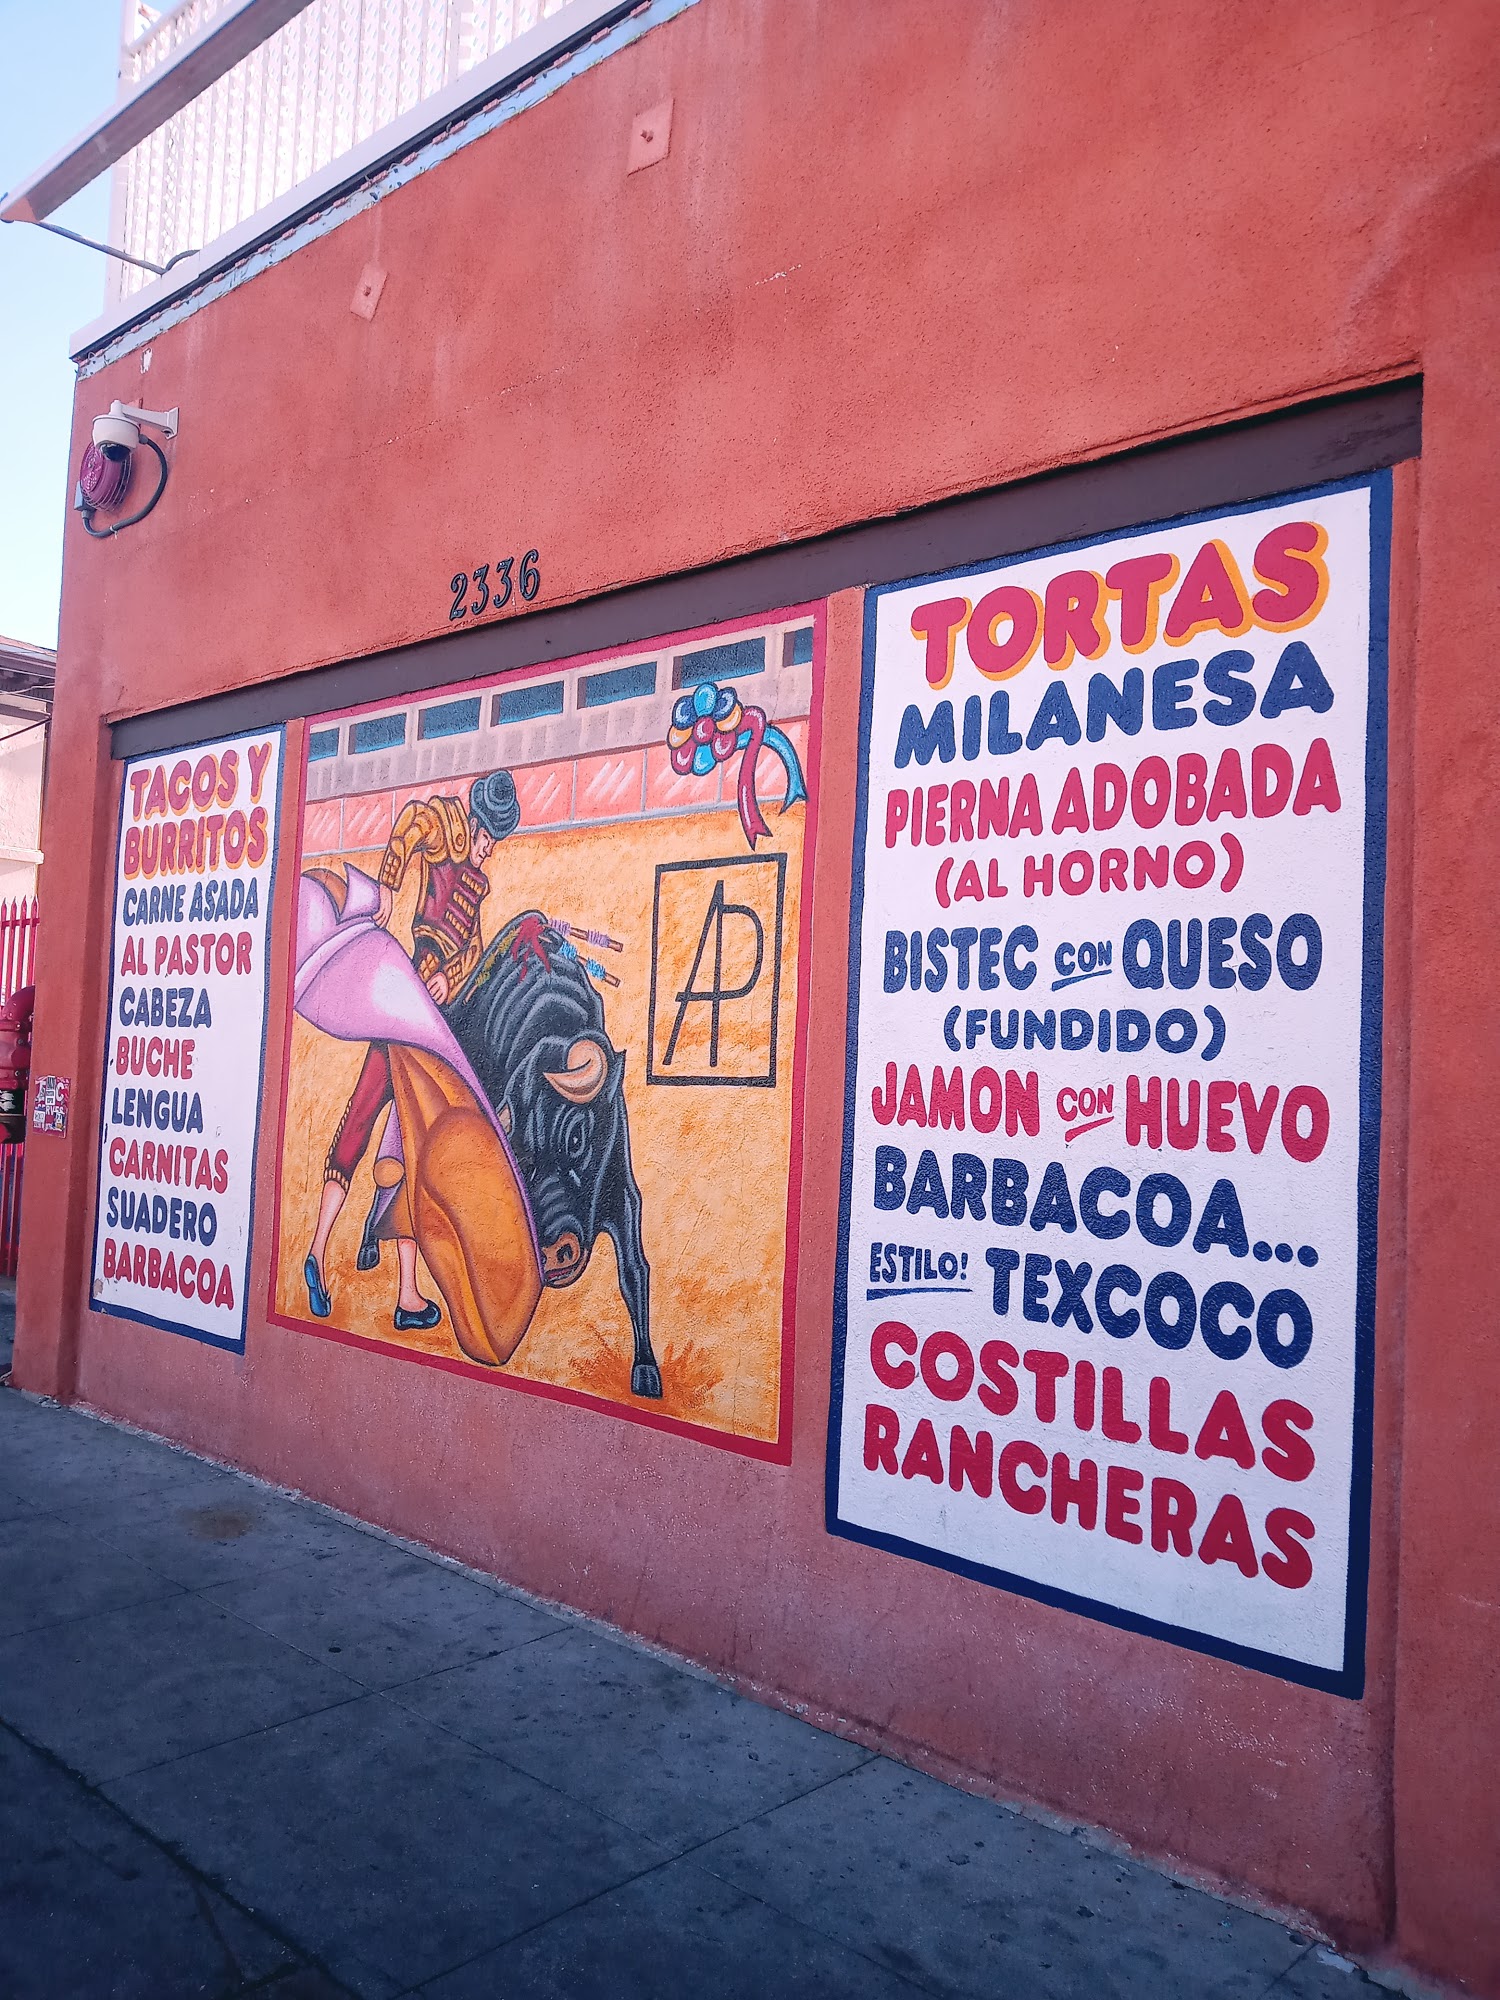 2336
TACOS Y
BURRITOS
CARNE ASADA
AL PASTOR
CABEZA
BUCHE
LENGUA
CARNITAS
SUADERO
BARBACOA
AP
TORTAS
MILANESA
PIERNA ADOBADA
(AL HORNO)
BISTEC CON QUESO
(FUNDIDO)
JAMON CON HUEVO
BARBACOA...
ESTILO! TEXCOCO
COSTILLAS
RANCHERAS